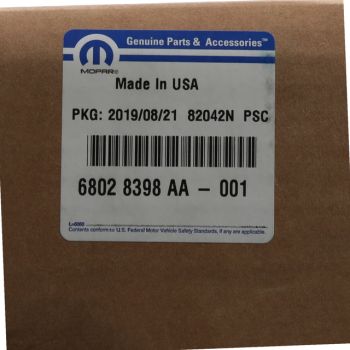 Genuine Parts & Accessories™
MOPAR®
Made In USA
PKG: 2019/08/21 82042N PSC
6802 8398 AA - 001
Contents conform to U.S. Federal Motor Vehicle Safety Standards, if any are applicable.